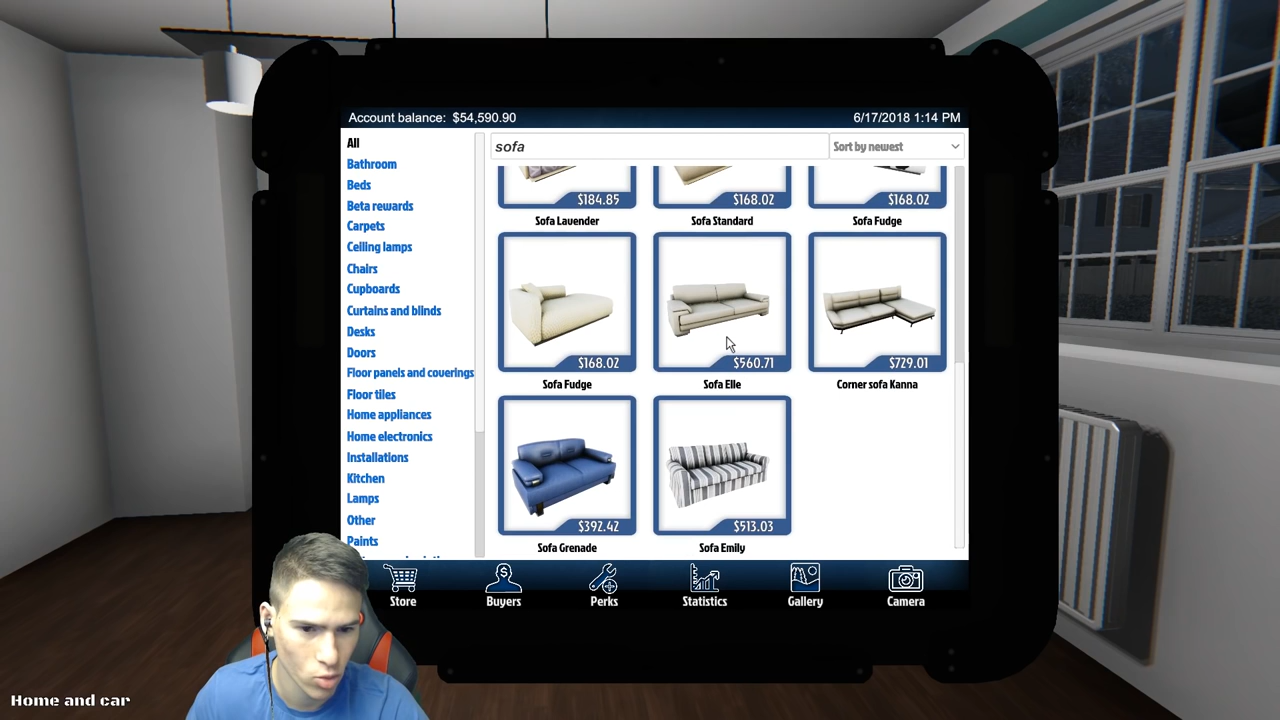 Account balance: $54,590.90
6/17/2018 1:14 PM
All
Bathroom
Beds
Beta rewards
Carpets
Ceiling lamps
Chairs
Cupboards
Curtains and blinds
Desks
Doors
Floor panels and coverings
Floor tiles
Home appliances
Home electronics
Installations
Kitchen
Lamps
Other
Paints
sofa
Sort by newest
$184.85
$168.02
$168.02
Sofa Lavender
Sofa Standard
Sofa Fudge
$168.02
$560.71
$729.01
Sofa Fudge
Sofa Elle
Corner sofa Kanna
$392.42
$513.03
Sofa Grenade
Sofa Emily
Store
Buyers
Perks
Statistics
Gallery
Camera
Home and car